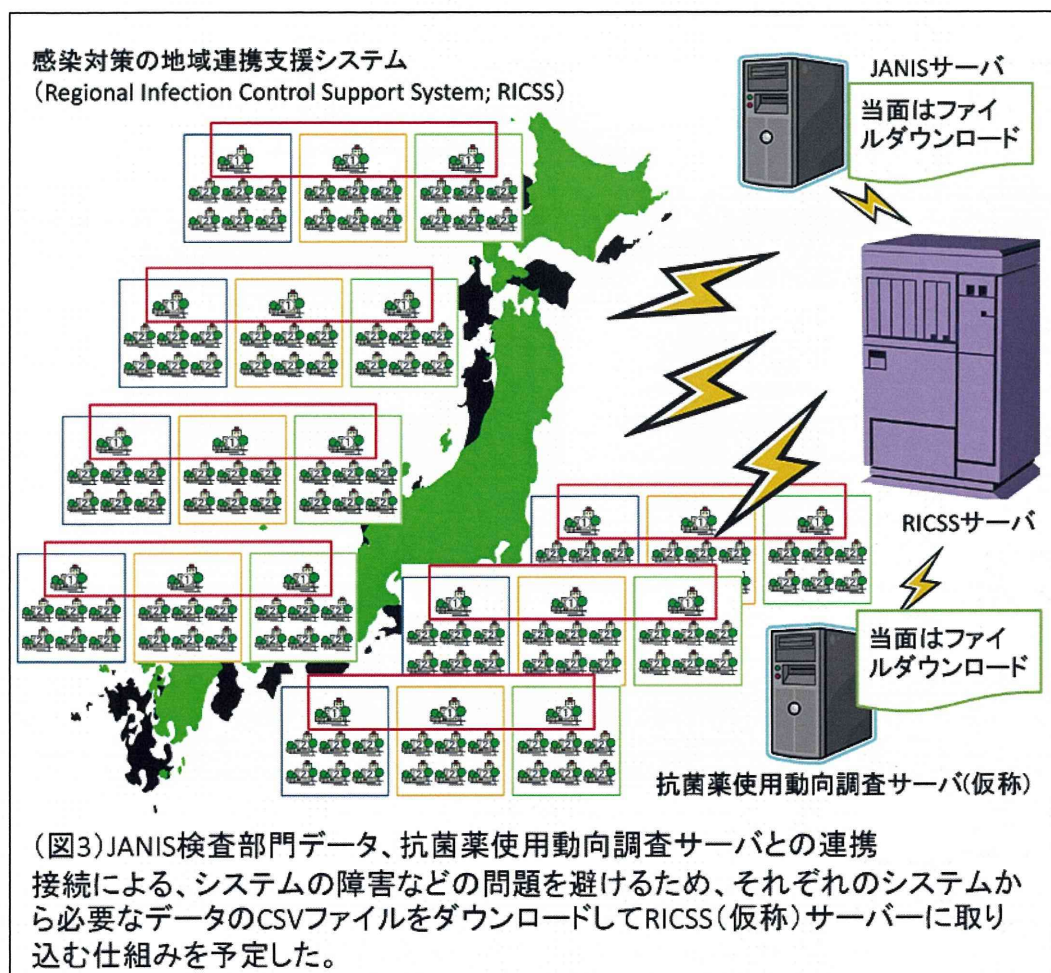 感染対策の地域連携支援システム
（Regional Infection Control Support System; RICSS）
JANISサーバ
当面はファイ
ルダウンロード
RICSSサーバ
当面はファイ
ルダウンロード
抗菌薬使用動向調査サーバ(仮称)
（図3）JANIS検査部門データ、抗菌薬使用動向調査サーバとの連携
接続による、システムの障害などの問題を避けるため、それぞれのシステムか
ら必要なデータのCSVファイルをダウンロードしてRICSS（仮称）サーバーに取り
込む仕組みを予定した。